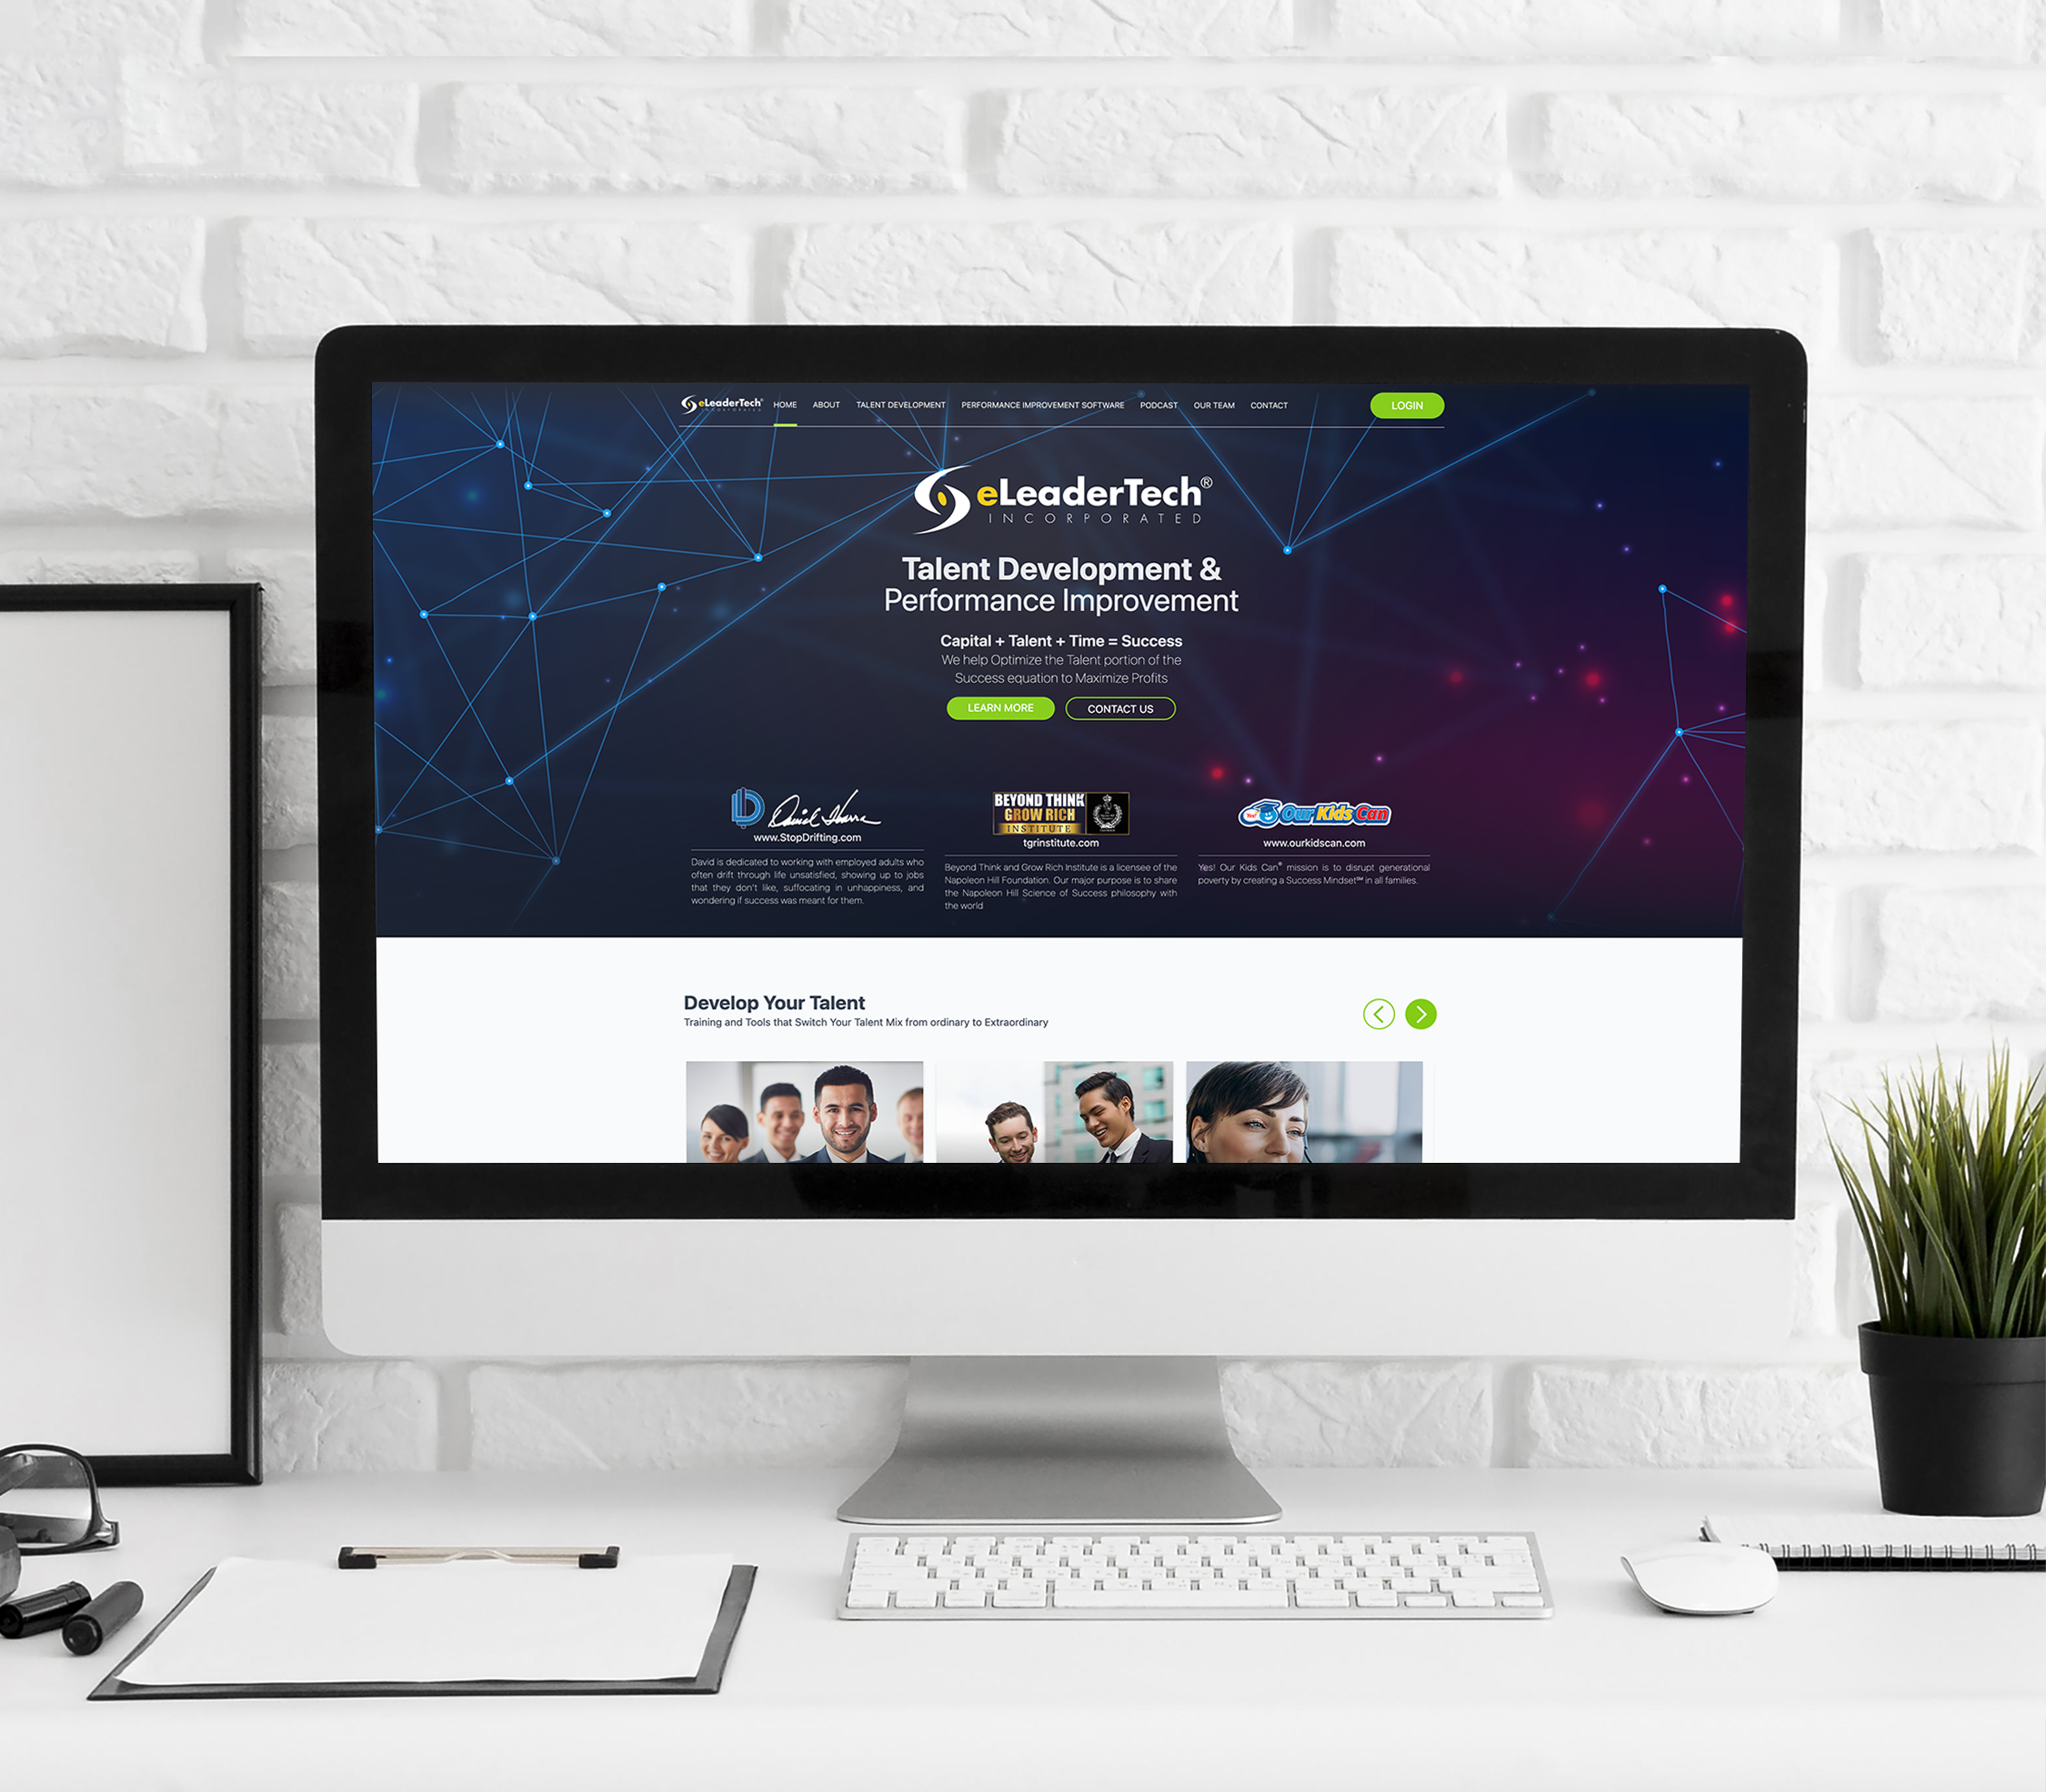 eLeaderTech®
INCORPORATED
HOME ABOUT TALENT DEVELOPMENT PERFORMANCE IMPROVEMENT SOFTWARE PODCAST OUR TEAM CONTACT LOGIN
eLeaderTech®
INCORPORATED
Talent Development &
Performance Improvement
Capital + Talent + Time = Success
We help Optimize the Talent portion of the
Success equation to Maximize Profits
LEARN MORE CONTACT US
www.StopDrifting.com
David is dedicated to working with employed adults who
often drift through life unsatisfied, showing up to jobs
that they don't like, suffocating in unhappiness, and
wondering if success was meant for them.
BEYOND THINK
GROW RICH
INSTITUTE
tgrinstitute.com
Beyond Think and Grow Rich Institute is a licensee of the
Napoleon Hill Foundation. Our major purpose is to share
the Napoleon Hill Science of Success philosophy with
the world
Yes! Our Kids Can
www.ourkidscan.com
Yes! Our Kids Can® mission is to disrupt generational
poverty by creating a Success Mindset℠ in all families.
Develop Your Talent
Training and Tools that Switch Your Talent Mix from ordinary to Extraordinary